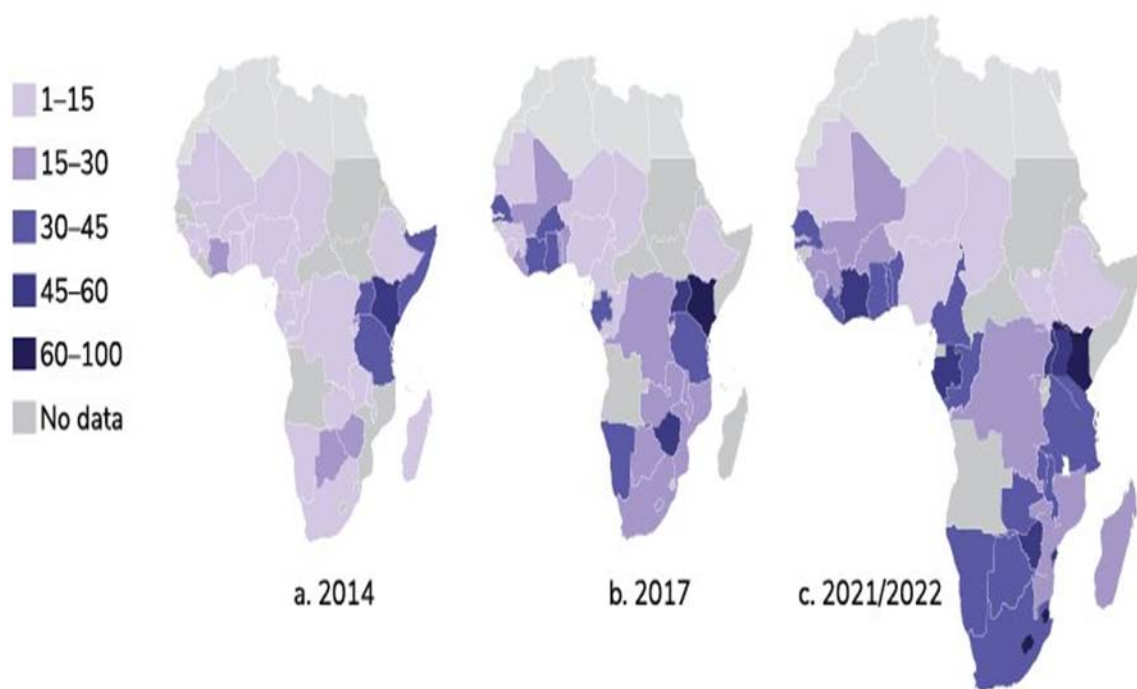 1–15
15–30
30–45
45–60
60–100
No data
a. 2014
b. 2017
c. 2021/2022